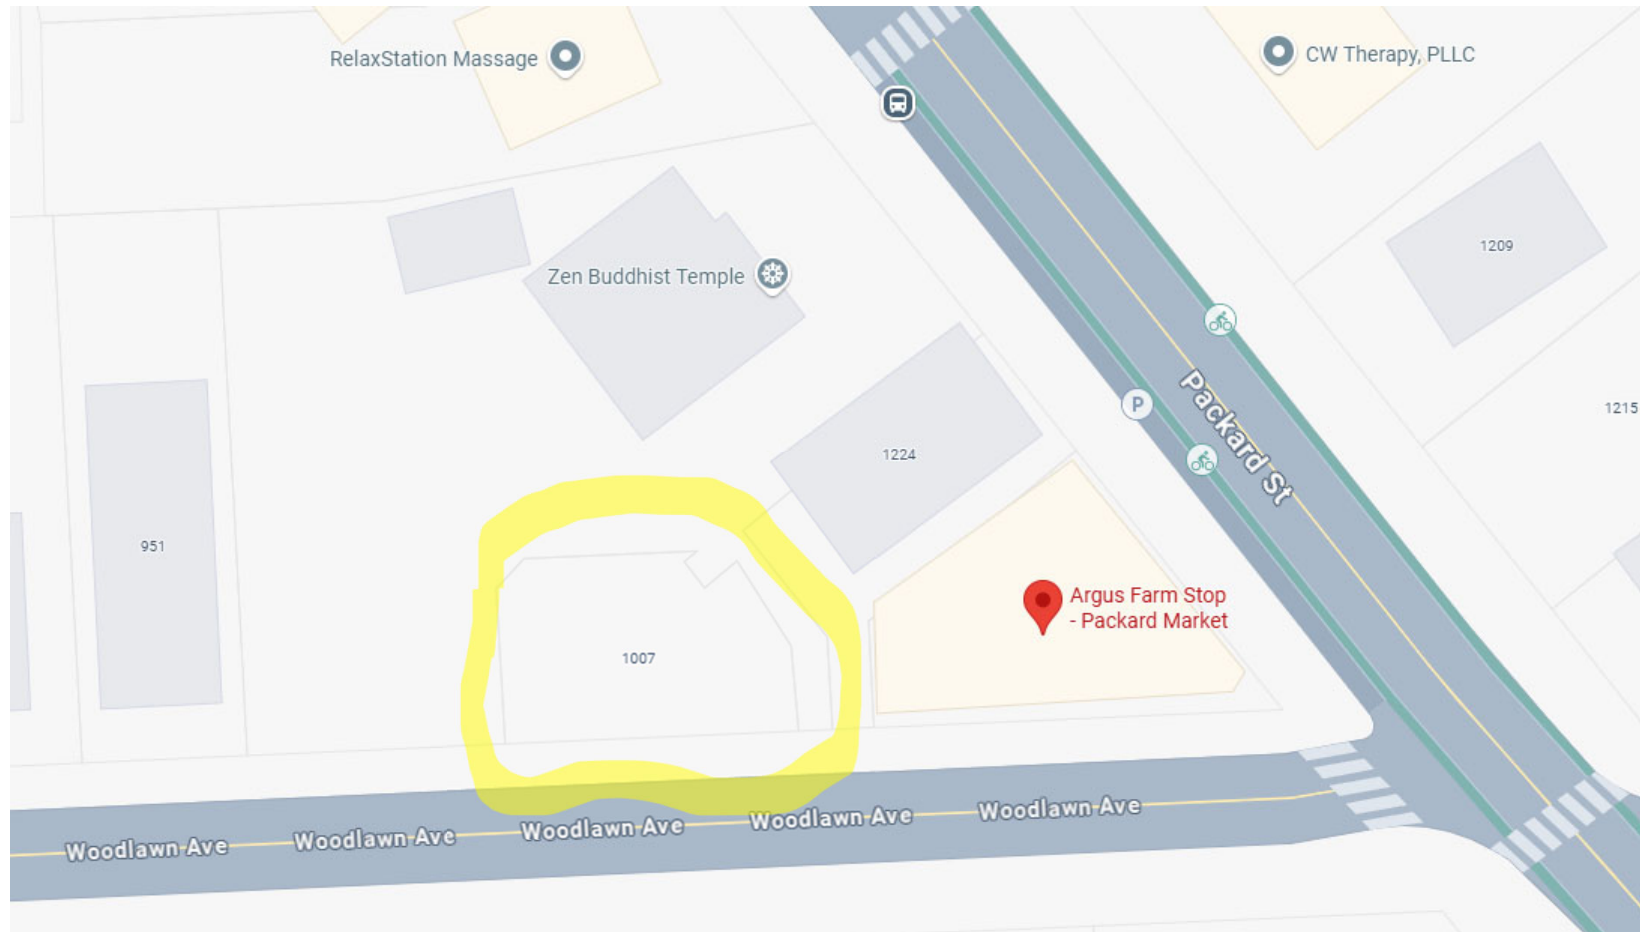 RelaxStation Massage
CW Therapy, PLLC
1209
Zen Buddhist Temple
P
Packard St
1215
1224
951
Argus Farm Stop
- Packard Market
1007
Woodlawn Ave
Woodlawn Ave
Woodlawn Ave
Woodlawn Ave
Woodlawn Ave